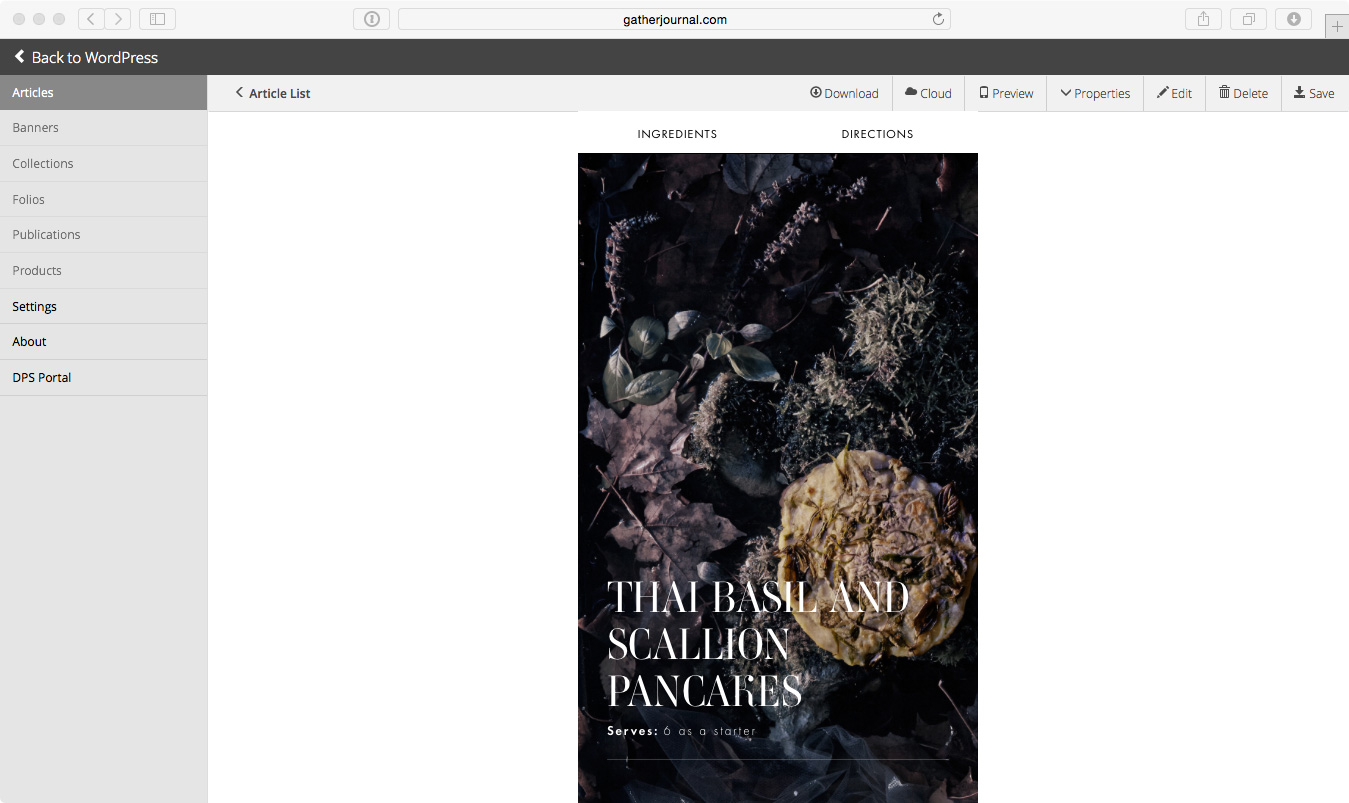 gatherjournal.com
Back to WordPress
Articles
Banners
Collections
Folios
Publications
Products
Settings
About
DPS Portal
Article List
Download
Cloud
Preview
Properties
Edit
Delete
Save
INGREDIENTS DIRECTIONS
THAI BASIL AND
SCALLION
PANCAKES
Serves: 6 as a starter